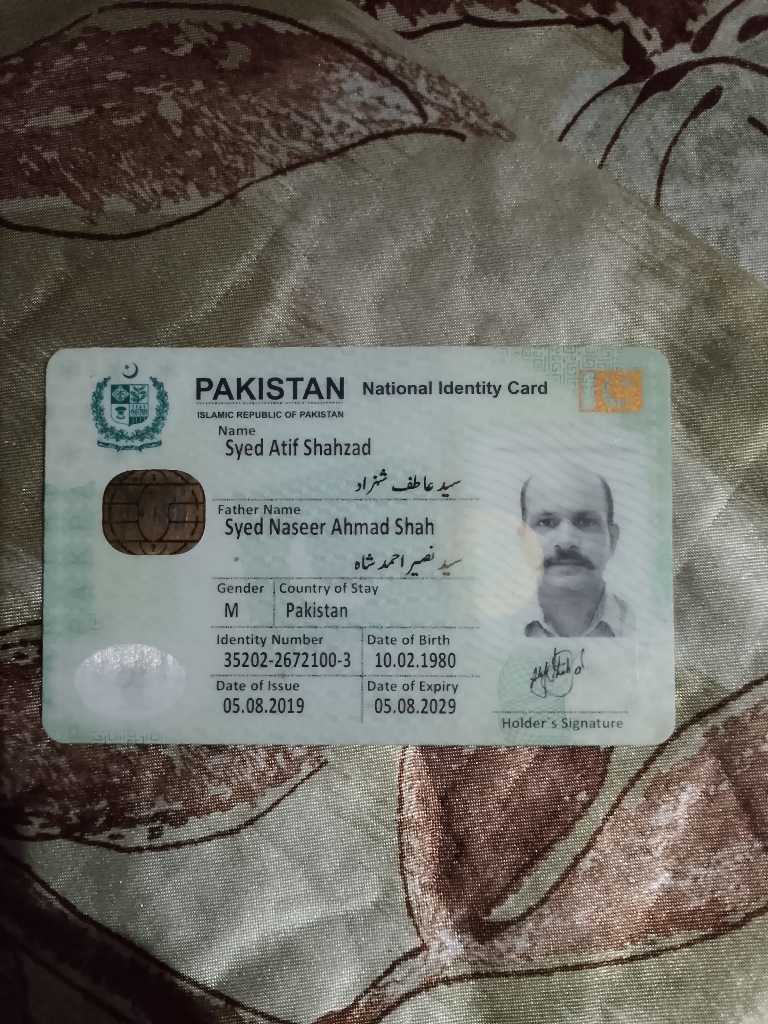 PAKISTAN National Identity Card
ISLAMIC REPUBLIC OF PAKISTAN
Name
Syed Atif Shahzad
سید عاطف شہزاد
Father Name
Syed Naseer Ahmad Shah
سید نصیر احمد شاہ
Gender Country of Stay
M Pakistan
Identity Number Date of Birth
35202-2672100-3 10.02.1980
Date of Issue Date of Expiry
05.08.2019 05.08.2029
Holder's Signature